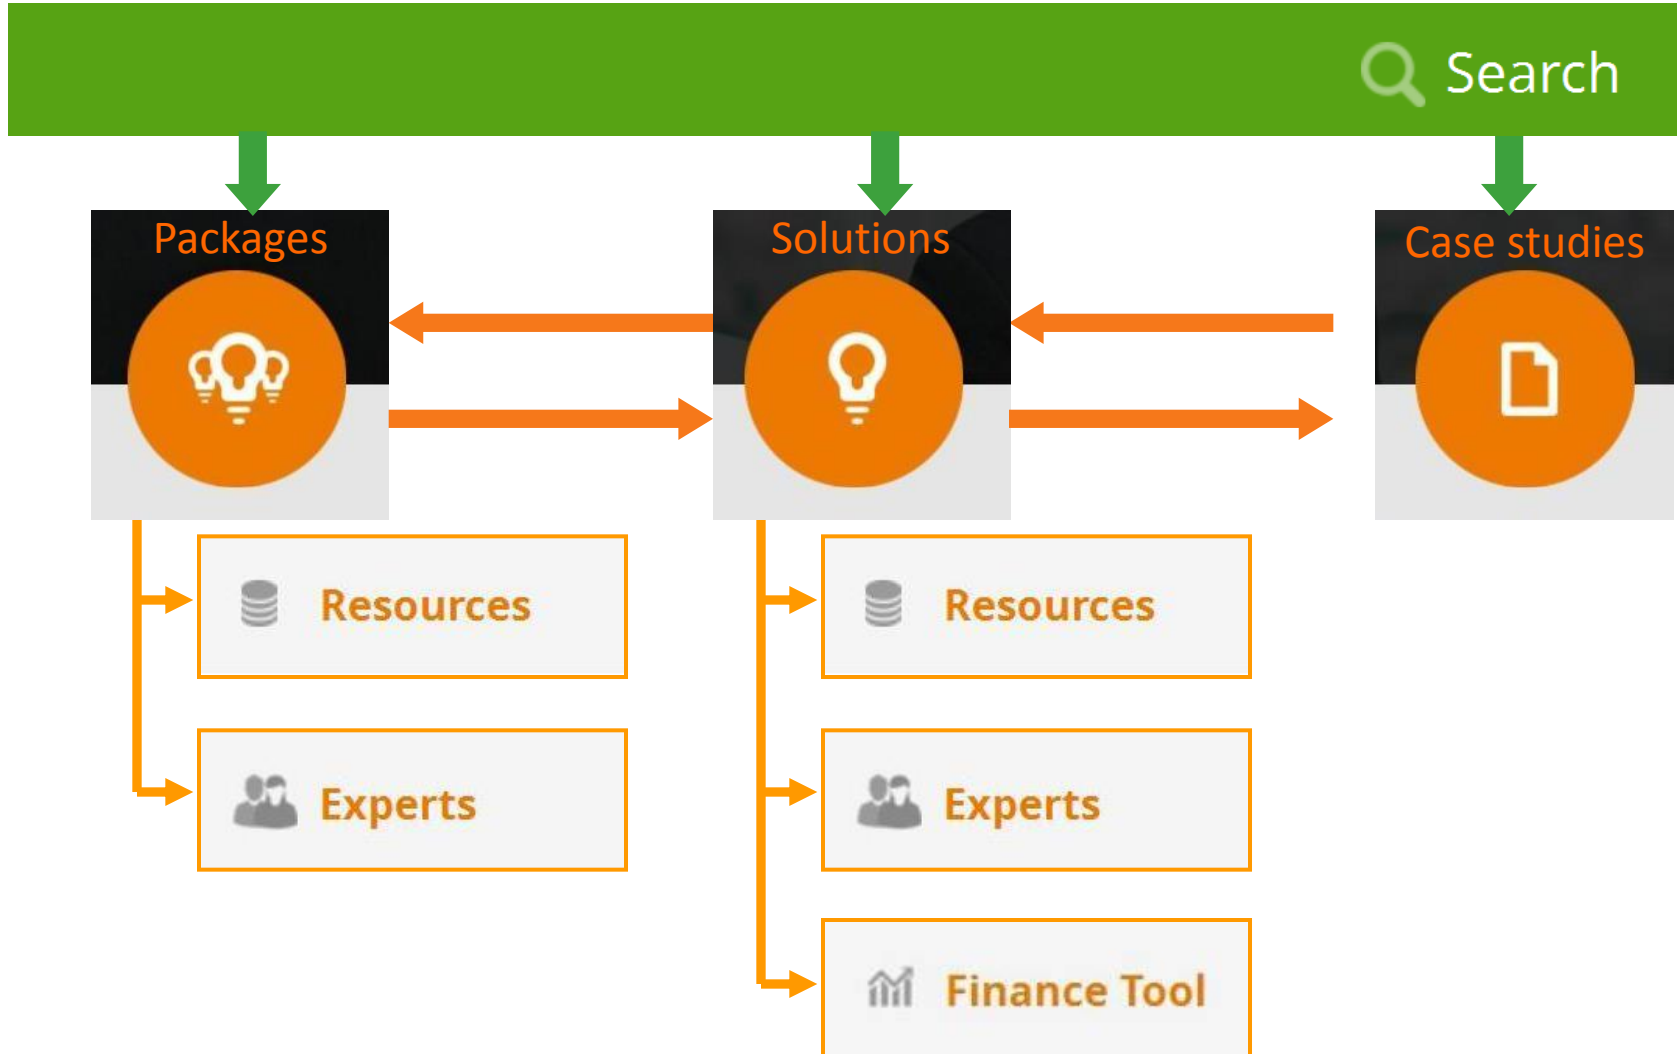 Search
Packages
Solutions
Case studies
Resources
Resources
Experts
Experts
Finance Tool